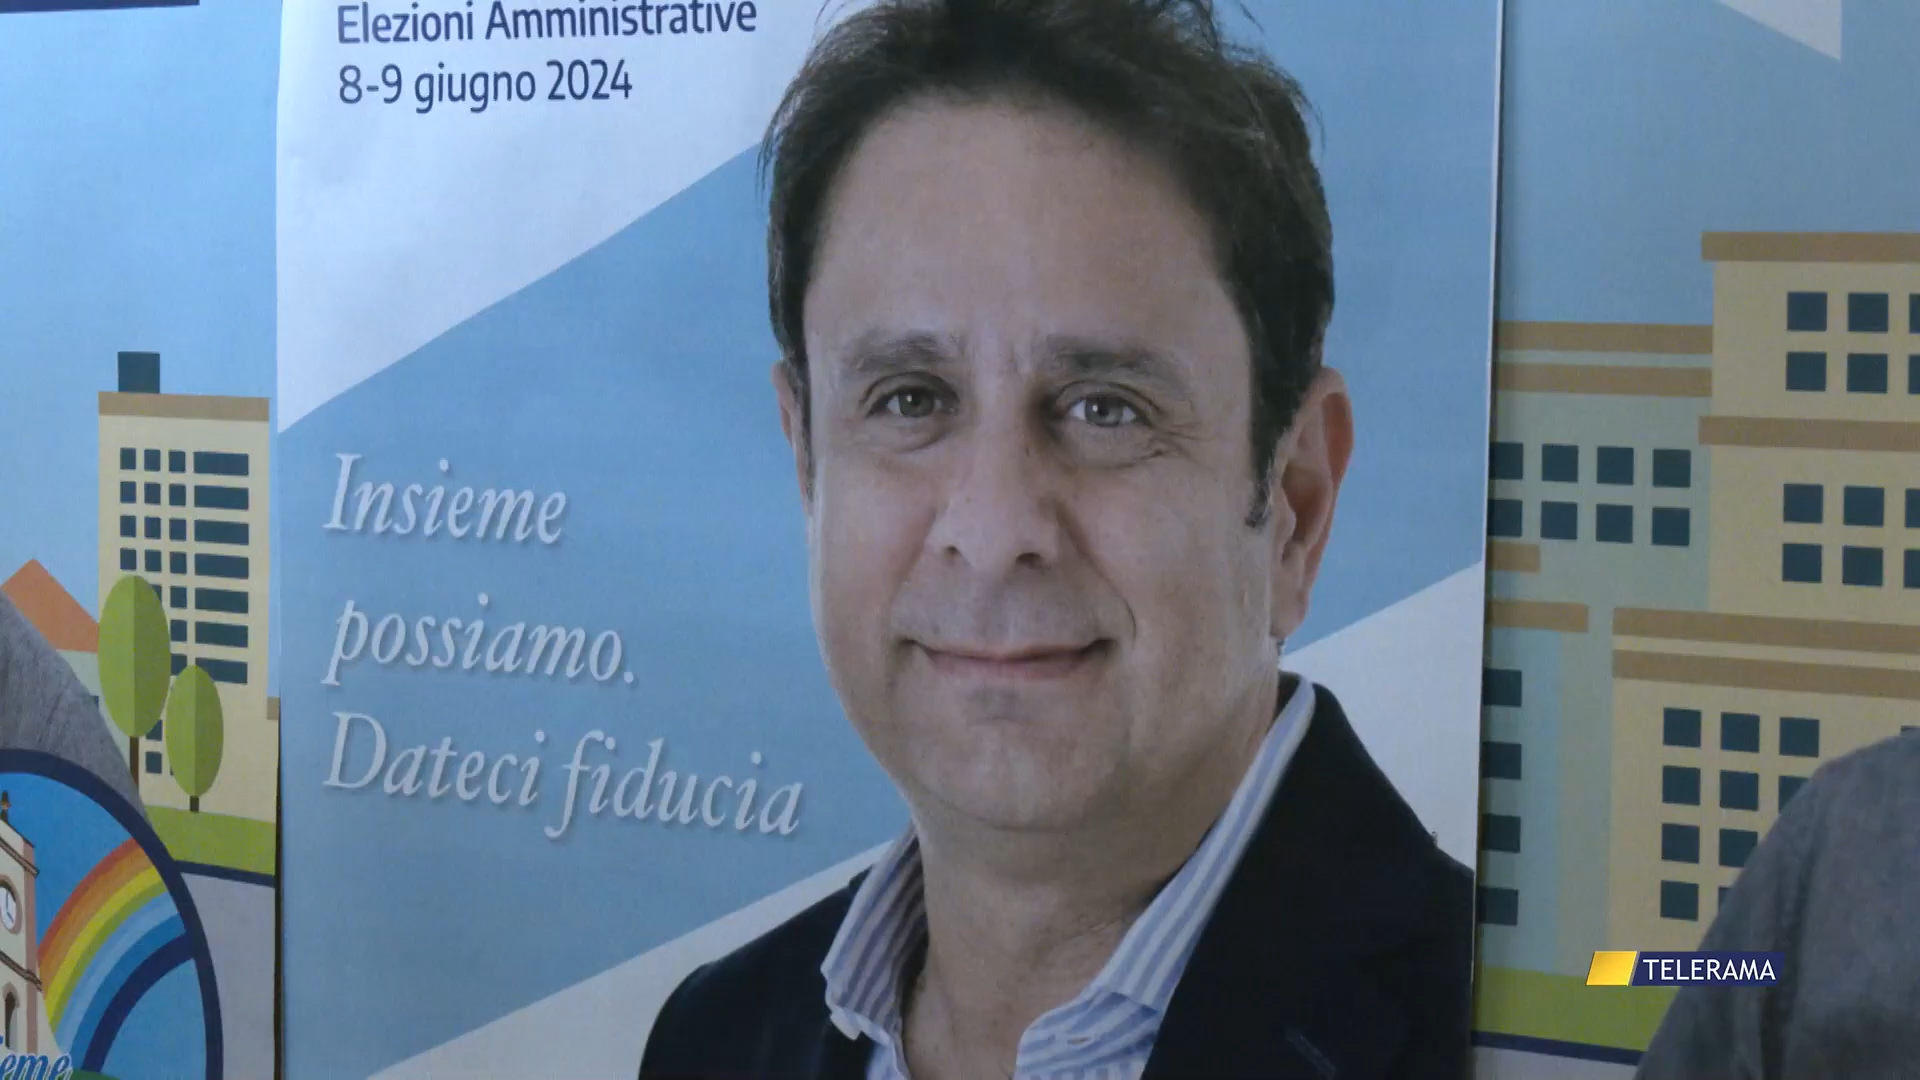 Elezioni Amministrative
8-9 giugno 2024
Insieme
possiamo.
Dateci fiducia
TELERAMA